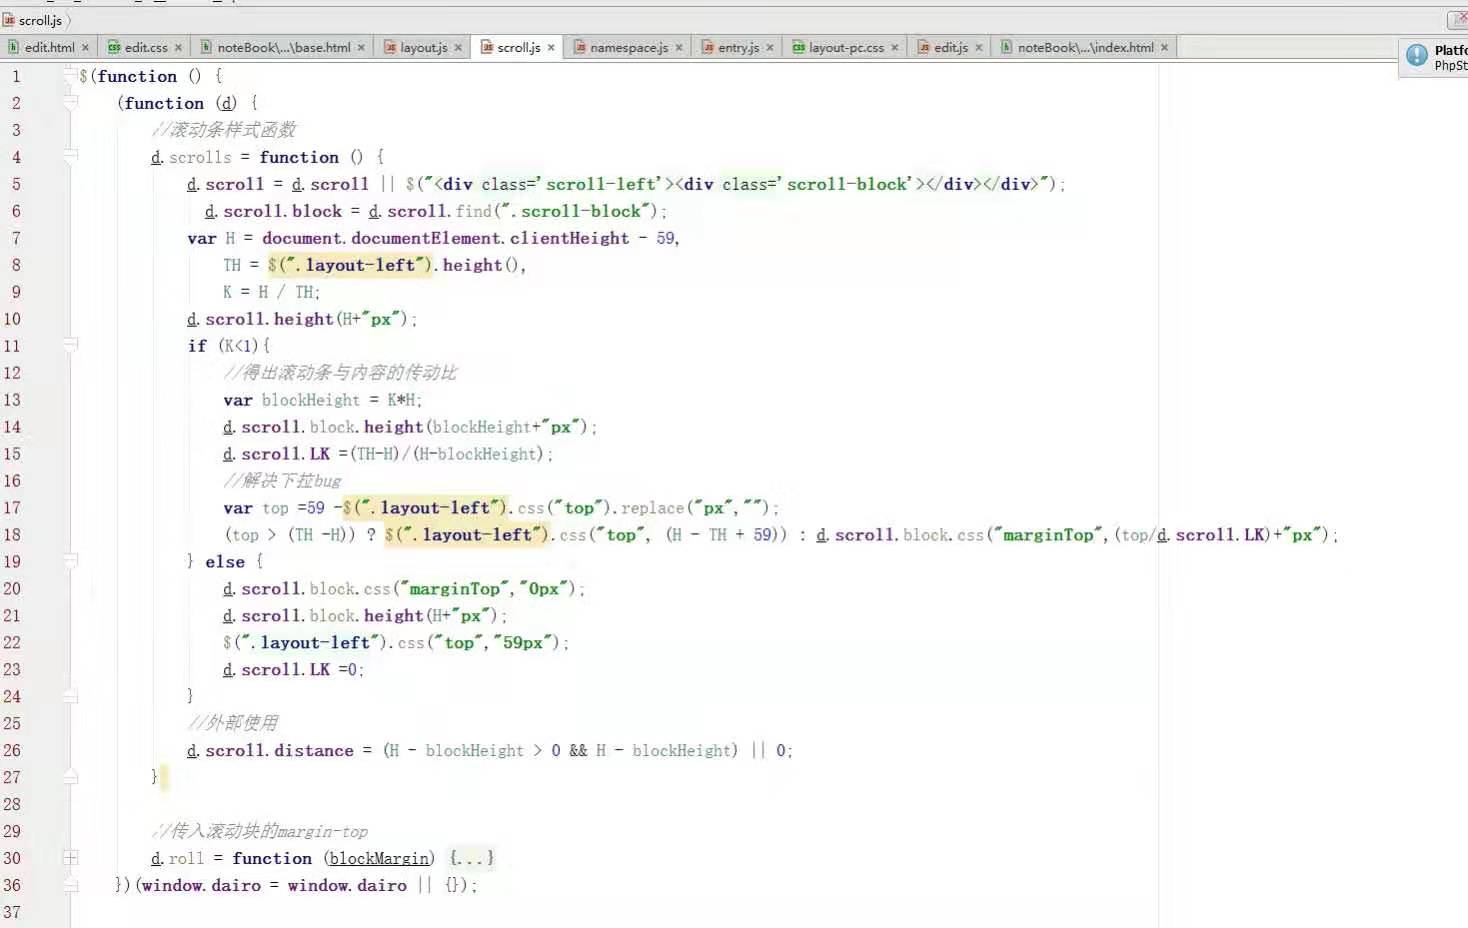 scroll.js
edit.html edit.css noteBook\...\base.html layout.js scroll.js namespace.js entry.js layout-pc.css edit.js noteBook\...\index.html
Platfo
PhpSt
1 $(function () {
2 (function (d) {
3 //滚动条样式函数
4 d.scrolls = function () {
5 d.scroll = d.scroll || $("<div class='scroll-left'><div class='scroll-block'></div></div>");
6 d.scroll.block = d.scroll.find(".scroll-block");
7 var H = document.documentElement.clientHeight - 59,
8 TH = $(".layout-left").height(),
9 K = H / TH;
10 d.scroll.height(H+"px");
11 if (K<1){
12 //得出滚动条与内容的传动比
13 var blockHeight = K*H;
14 d.scroll.block.height(blockHeight+"px");
15 d.scroll.LK =(TH-H)/(H-blockHeight);
16 //解决下拉bug
17 var top =59 -$(".layout-left").css("top").replace("px","");
18 (top > (TH -H)) ? $(".layout-left").css("top", (H - TH + 59)) : d.scroll.block.css("marginTop",(top/d.scroll.LK)+"px");
19 } else {
20 d.scroll.block.css("marginTop","0px");
21 d.scroll.block.height(H+"px");
22 $(".layout-left").css("top","59px");
23 d.scroll.LK =0;
24 }
25 //外部使用
26 d.scroll.distance = (H - blockHeight > 0 && H - blockHeight) || 0;
27 }
28
29 //传入滚动块的margin-top
30 d.roll = function (blockMargin) {...}
36 })(window.dairo = window.dairo || {});
37